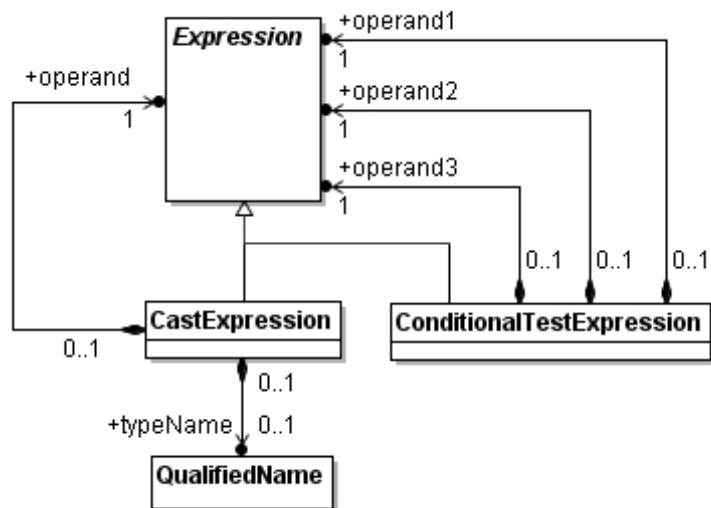 +operand1
Expression
1
+operand
+operand2
1
1
+operand3
1
0..1 0..1 0..1
CastExpression
ConditionalTestExpression
0..1
0..1
+typeName 0..1
QualifiedName